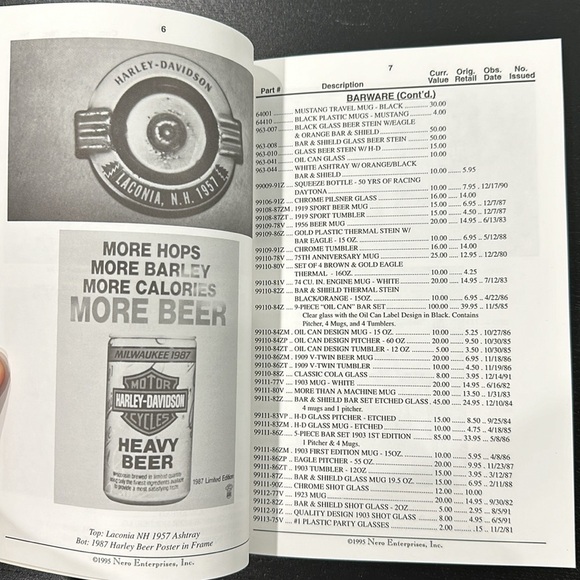 6
HARLEY-DAVIDSON
LACONIA, N.H. 1957
MORE HOPS
MORE BARLEY
MORE CALORIES
MORE BEER
MILWAUKEE 1987
MOTOR
HARLEY-DAVIDSON
CYCLES
HEAVY
BEER
1987 Limited Edition
Top: Laconia NH 1957 Ashtray
Bot: 1987 Harley Beer Poster in Frame
©1995 Nero Enterprises, Inc.
7
Part # Description Curr. Value Orig. Retail Obs. Date No. Issued
BARWARE (Cont'd.)
64001 MUSTANG TRAVEL MUG - BLACK 30.00
64410 BLACK PLASTIC MUGS - MUSTANG 4.00
963-007 BLACK GLASS BEER STEIN W/EAGLE
& ORANGE BAR & SHIELD 50.00
963-008 BAR & SHIELD GLASS BEER STEIN 50.00
963-010 GLASS BEER STEIN W/ H-D 15.00
963-041 OIL CAN GLASS 10.00
963-044 WHITE ASHTRAY W/ ORANGE/BLACK
BAR & SHIELD 10.00 5.95
99009-91Z SQUEEZE BOTTLE - 50 YRS OF RACING
DAYTONA 10.00 7.95 12/17/90
99106-91Z CHROME PILSNER GLASS 16.00 14.00
99108-87ZM 1919 SPORT BEER MUG 15.00 6.95 12/7/87
99108-87ZT 1919 SPORT TUMBLER 15.00 4.50 12/7/87
99109-78V 1956 BEER MUG 20.00 14.95 6/13/83
99109-86Z GOLD PLASTIC THERMAL STEIN W/
BAR EAGLE - 15 OZ. 10.00 6.95 5/12/88
99109-91Z CHROME TUMBLER 16.00 14.00
99110-78V 75TH ANNIVERSARY MUG 25.00 12.95 12/2/80
99110-80V SET OF 4 BROWN & GOLD EAGLE
THERMAL - 16OZ. 10.00 4.25
99110-81V 74 CU. IN. ENGINE MUG - WHITE 20.00 14.95 7/12/83
99110-82Z BAR & SHIELD THERMAL STEIN
BLACK/ORANGE - 15OZ. 10.00 6.95 4/22/86
99110-84Z 9-PIECE "OIL CAN" SET 100.00 39.95 11/5/85
Clear glass with the Oil Can Label Design in Black. Contains
Pitcher, 4 Mugs, and 4 Tumblers.
99110-84ZM OIL CAN DESIGN MUG - 15 OZ. 10.00 5.25 10/27/86
99110-84ZP OIL CAN DESIGN PITCHER - 60 OZ 20.00 9.50 10/30/85
99110-84ZT OIL CAN DESIGN TUMBLER - 12 OZ 5.00 3.50 10/30/85
99110-86ZM 1909 V-TWIN BEER MUG 20.00 6.95 11/18/86
99110-86ZT 1909 V-TWIN TUMBLER 10.00 4.50 11/19/86
99110-88Z CLASSIC COLA GLASS 8.00 3.95 12/14/91
99111-77V 1903 MUG - WHITE 20.00 14.95 6/16/82
99111-80V MORE THAN A MACHINE MUG 20.00 13.50 1/31/83
99111-82Z BAR & SHIELD BAR SET ETCHED GLASS 45.00 24.95 12/10/84
4 mugs and 1 pitcher.
99111-83VP H-D GLASS PITCHER - ETCHED 15.00 8.50 9/25/84
99111-83ZM H-D GLASS MUG - ETCHED 10.00 4.75 4/18/85
99111-86Z 5-PIECE BAR SET 1903 1ST EDITION 85.00 33.95 5/8/86
1 Pitcher & 4 Mugs.
99111-86ZM 1903 FIRST EDITION MUG - 15OZ. 10.00 5.95 4/8/86
99111-86ZP EAGLE PITCHER - 55 OZ. 20.00 9.95 11/23/87
99111-86ZT 1903 TUMBLER - 12OZ 15.00 3.95 3/12/87
99111-87Z BAR & SHIELD GLASS MUG 19.5 OZ. 15.00 6.95 2/11/88
99111-90Z CHROME SHOT GLASS 12.00 10.00
99112-77V 1923 MUG 20.00 14.95 9/30/82
99112-82Z BAR & SHIELD SHOT GLASS - 2OZ 5.00 2.95 8/5/91
99112-91Z QUALITY DESIGN 1903 SHOT GLASS 8.00 4.95 6/5/91
99113-75V #1 PLASTIC PARTY GLASSES 2.00 .15 11/2/81
©1995 Nero Enterprises, Inc.